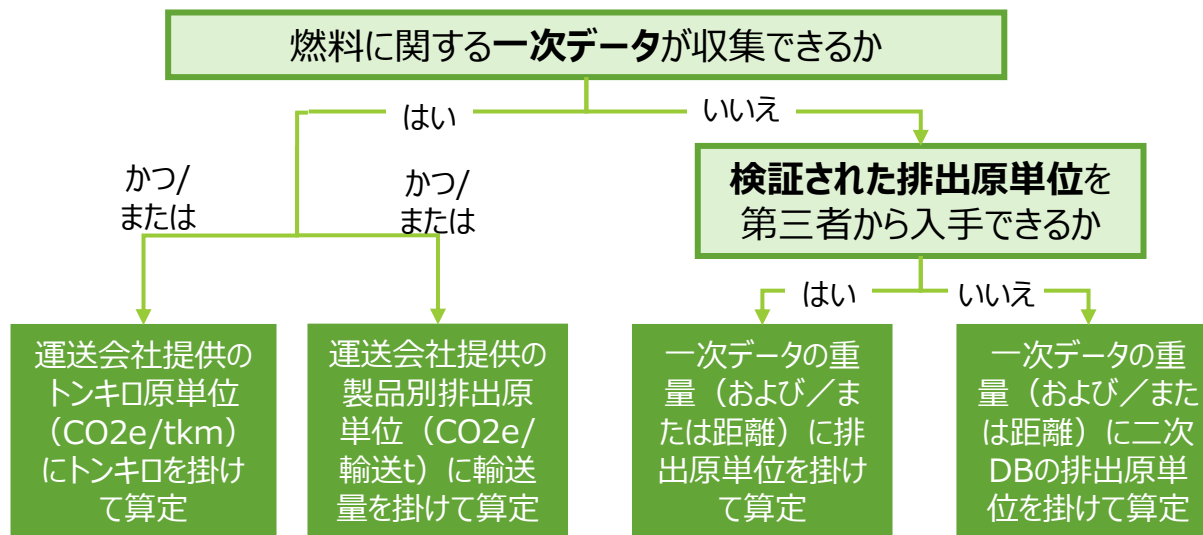 燃料に関する一次データが収集できるか
はい
いいえ
かつ/
または
かつ/
または
検証された排出原単位を
第三者から入手できるか
はい
いいえ
運送会社提供の
トンキロ原単位
（CO2e/tkm）
にトンキロを掛け
て算定
運送会社提供の
製品別排出原
単位（CO2e/
輸送t）に輸送
量を掛けて算定
一次データの重
量（および／ま
たは距離）に排
出原単位を掛け
て算定
一次データの重
量（および／また
は距離）に二次
DBの排出原単
位を掛けて算定